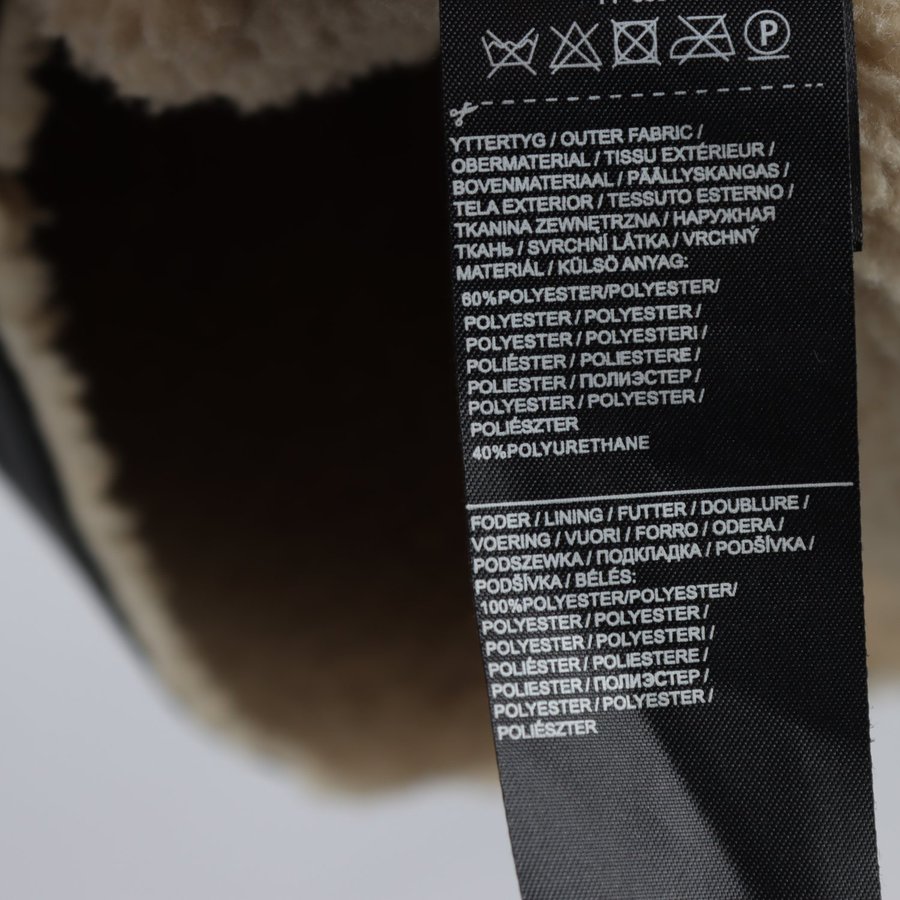 P
YTTERTYG / OUTER FABRIC /
OBERMATERIAL / TISSU EXTÉRIEUR /
BOVENMATERIAAL / PÄÄLLYSKANGAS /
TELA EXTERIOR / TESSUTO ESTERNO /
TKANINA ZEWNĘTRZNA / НАРУЖНАЯ
ТКАНЬ / SVRCHNÍ LÁTKA / VRCHNÝ
MATERIÁL / KÜLSÖ ANYAG:
60%POLYESTER/POLYESTER/
POLYESTER / POLYESTER /
POLYESTER / POLYESTERI /
POLIÉSTER / POLIESTERE /
POLIESTER / ПОЛИЭСТЕР /
POLYESTER / POLYESTER /
POLIÉSZTER
40%POLYURETHANE
FODER / LINING / FUTTER / DOUBLURE /
VOERING / VUORI / FORRO / ODERA /
PODSZEWKA / ПОДКЛАДКА / PODŠÍVKA /
PODŠÍVKA / BÉLÉS:
100%POLYESTER/POLYESTER/
POLYESTER / POLYESTER /
POLYESTER / POLYESTERI /
POLIÉSTER / POLIESTERE /
POLIESTER / ПОЛИЭСТЕР /
POLYESTER / POLYESTER /
POLIÉSZTER